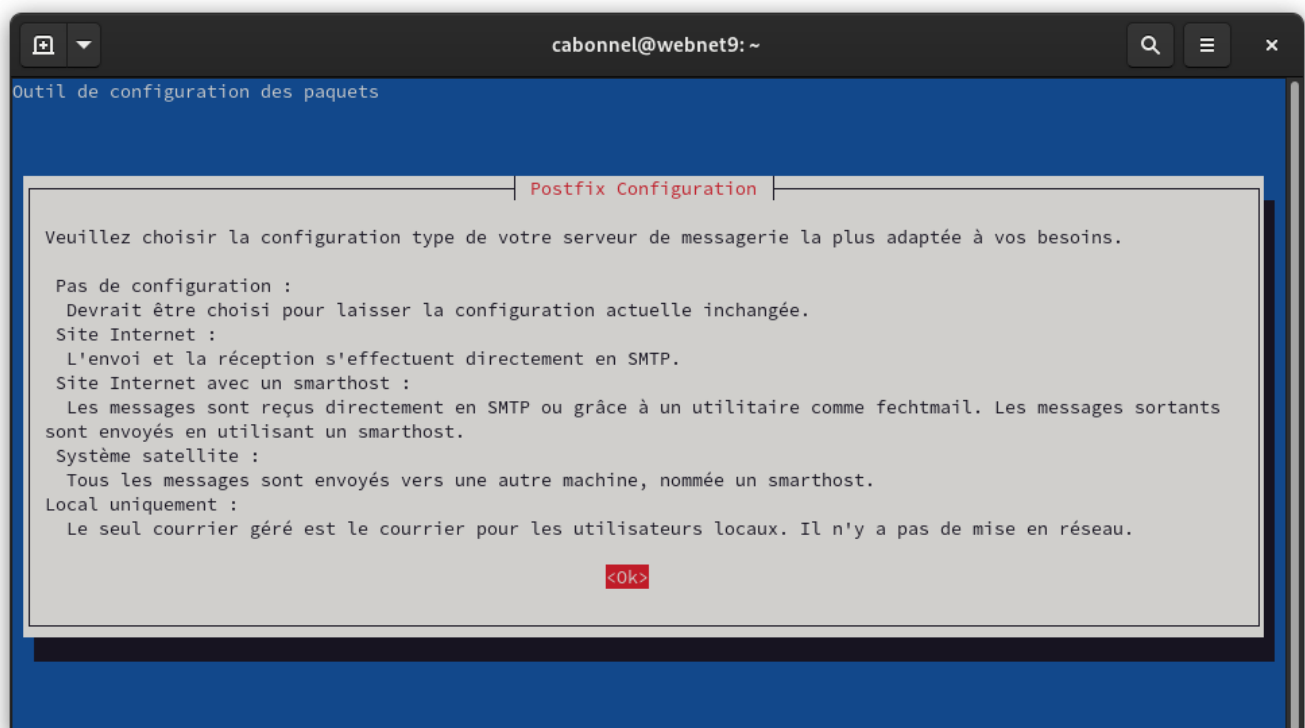 cabonnel@webnet9: ~
Outil de configuration des paquets
Postfix Configuration
Veuillez choisir la configuration type de votre serveur de messagerie la plus adaptée à vos besoins.
Pas de configuration :
Devrait être choisi pour laisser la configuration actuelle inchangée.
Site Internet :
L'envoi et la réception s'effectuent directement en SMTP.
Site Internet avec un smarthost :
Les messages sont reçus directement en SMTP ou grâce à un utilitaire comme fechtmail. Les messages sortants
sont envoyés en utilisant un smarthost.
Système satellite :
Tous les messages sont envoyés vers une autre machine, nommée un smarthost.
Local uniquement :
Le seul courrier géré est le courrier pour les utilisateurs locaux. Il n'y a pas de mise en réseau.
<Ok>